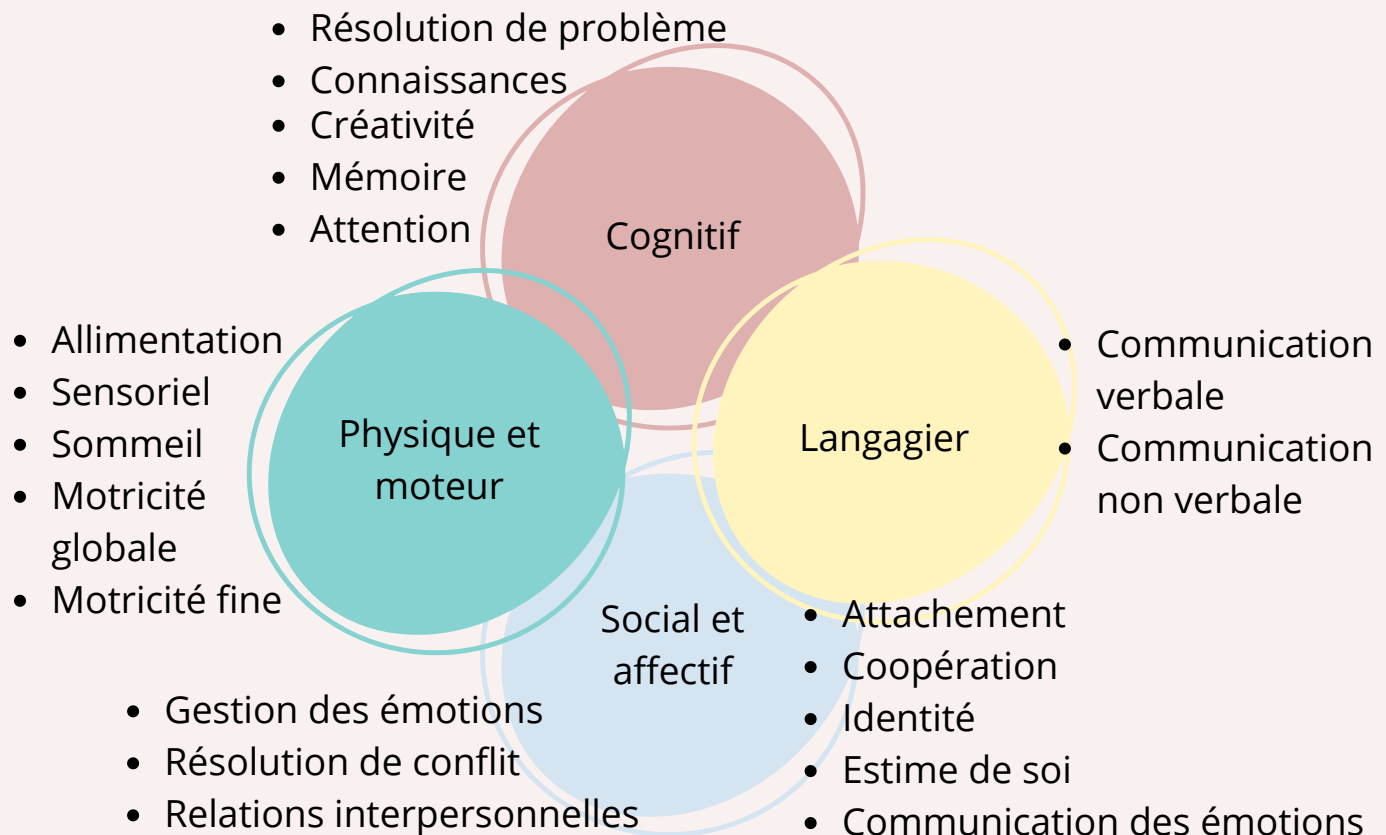 Résolution de problème
Connaissances
Créativité
Mémoire
Attention
Cognitif
Allimentation
Sensoriel
Sommeil
Motricité
globale
Motricité fine
Physique et
moteur
Langagier
Communication
verbale
Communication
non verbale
Social et
affectif
Gestion des émotions
Résolution de conflit
Relations interpersonnelles
Attachement
Coopération
Identité
Estime de soi
Communication des émotions